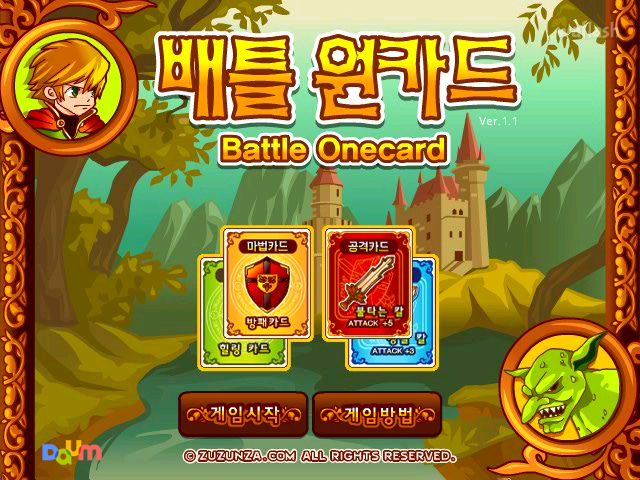 배틀 원카드
Ver.1.1
Battle Onecard
마법카드
방패카드
공격카드
불타는 칼
ATTACK +5
힐링 카드
칼
ATTACK +3
게임시작
게임방법
Daum
© ZUZUNZA.COM ALL RIGHTS RESERVED.